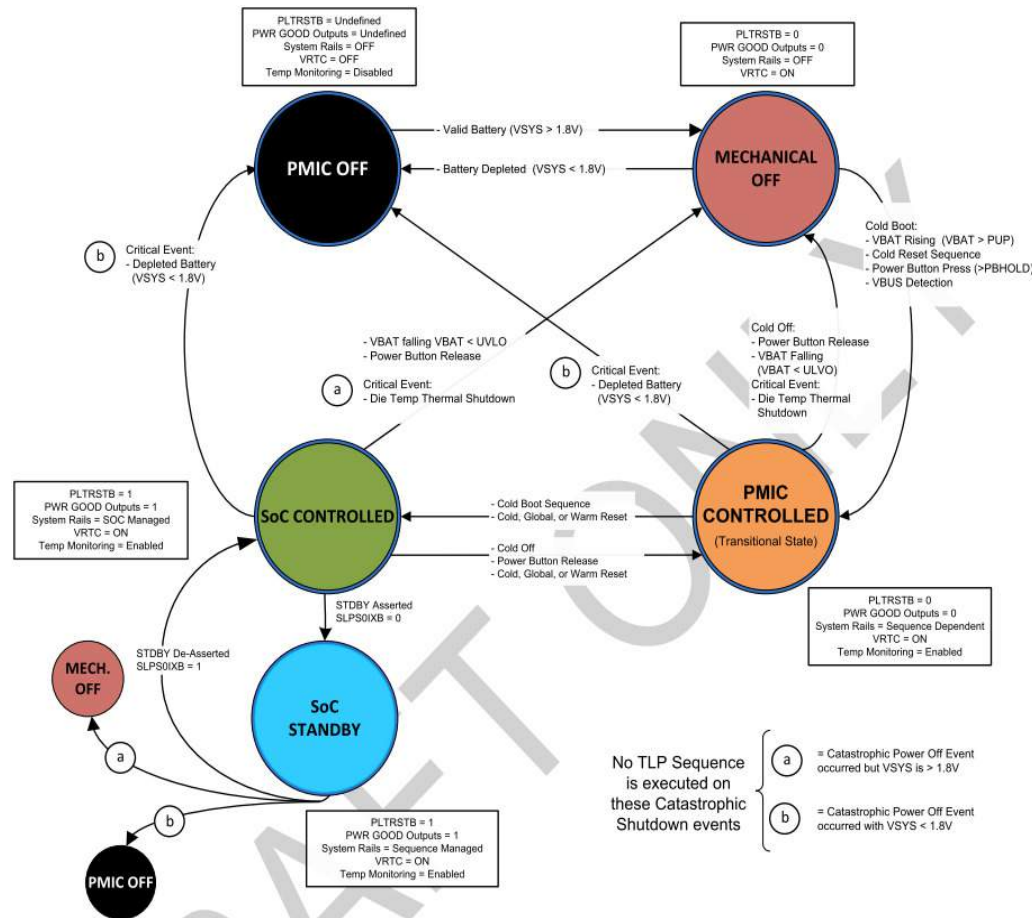 PLTRSTB = Undefined
PWR GOOD Outputs = Undefined
System Rails = OFF
VRTC = OFF
Temp Monitoring = Disabled
PLTRSTB = 0
PWR GOOD Outputs = 0
System Rails = OFF
VRTC = ON
PMIC OFF
- Valid Battery (VSYS > 1.8V)
- Battery Depleted (VSYS < 1.8V)
MECHANICAL
OFF
b
Critical Event:
- Depleted Battery
(VSYS < 1.8V)
Cold Boot:
- VBAT Rising (VBAT > PUP)
- Cold Reset Sequence
- Power Button Press (>PBHOLD)
- VBUS Detection
- VBAT falling VBAT < UVLO
- Power Button Release
a
Critical Event:
- Die Temp Thermal Shutdown
b
Critical Event:
- Depleted Battery
(VSYS < 1.8V)
Cold Off:
- Power Button Release
- VBAT Falling
(VBAT < ULVO)
Critical Event:
- Die Temp Thermal
Shutdown
PLTRSTB = 1
PWR GOOD Outputs = 1
System Rails = SOC Managed
VRTC = ON
Temp Monitoring = Enabled
SoC CONTROLLED
- Cold Boot Sequence
- Cold, Global, or Warm Reset
- Cold Off
- Power Button Release
- Cold, Global, or Warm Reset
PMIC
CONTROLLED
(Transitional State)
PLTRSTB = 0
PWR GOOD Outputs = 0
System Rails = Sequence Dependent
VRTC = ON
Temp Monitoring = Enabled
STDBY Asserted
SLPS0IXB = 0
STDBY De-Asserted
SLPS0IXB = 1
MECH.
OFF
SoC
STANDBY
a
b
PMIC OFF
PLTRSTB = 1
PWR GOOD Outputs = 1
System Rails = Sequence Managed
VRTC = ON
Temp Monitoring = Enabled
No TLP Sequence
is executed on
these Catastrophic
Shutdown events
a
= Catastrophic Power Off Event
occurred but VSYS is > 1.8V
b
= Catastrophic Power Off Event
occurred with VSYS < 1.8V
DRAFT ONLY